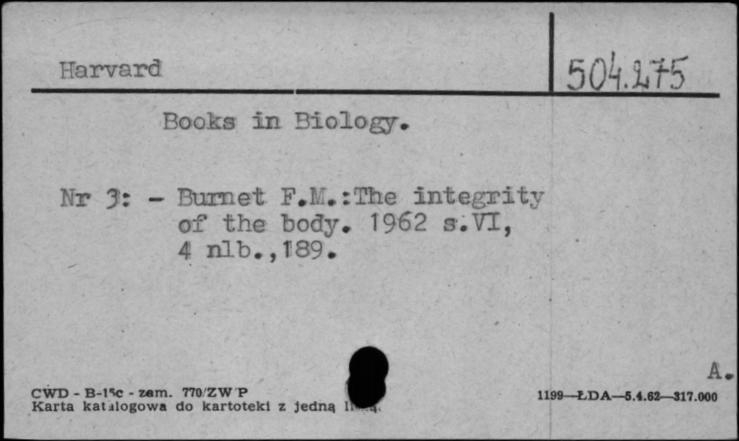 Harvard
504.275
Books in Biology.
Nr 3: - Burnet F.M.:The integrity
of the body. 1962 s.VI,
4 nlb.,189.
A.
CWD - B-15c - zam. 770/ZW P
Karta katalogowa do kartoteki z jedną
1199—ŁDA—5.4.62—317.000